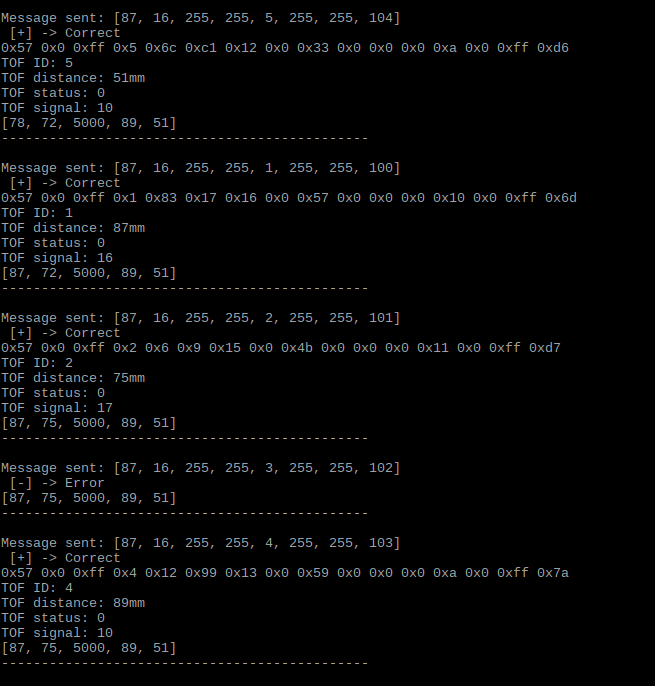 Message sent: [87, 16, 255, 255, 5, 255, 255, 104]
[+] -> Correct
0x57 0x0 0xff 0x5 0x6c 0xc1 0x12 0x0 0x33 0x0 0x0 0x0 0xa 0x0 0xff 0xd6
TOF ID: 5
TOF distance: 51mm
TOF status: 0
TOF signal: 10
[78, 72, 5000, 89, 51]
----------------------------------------------
Message sent: [87, 16, 255, 255, 1, 255, 255, 100]
[+] -> Correct
0x57 0x0 0xff 0x1 0x83 0x17 0x16 0x0 0x57 0x0 0x0 0x0 0x10 0x0 0xff 0x6d
TOF ID: 1
TOF distance: 87mm
TOF status: 0
TOF signal: 16
[87, 72, 5000, 89, 51]
----------------------------------------------
Message sent: [87, 16, 255, 255, 2, 255, 255, 101]
[+] -> Correct
0x57 0x0 0xff 0x2 0x6 0x9 0x15 0x0 0x4b 0x0 0x0 0x0 0x11 0x0 0xff 0xd7
TOF ID: 2
TOF distance: 75mm
TOF status: 0
TOF signal: 17
[87, 75, 5000, 89, 51]
----------------------------------------------
Message sent: [87, 16, 255, 255, 3, 255, 255, 102]
[-] -> Error
[87, 75, 5000, 89, 51]
----------------------------------------------
Message sent: [87, 16, 255, 255, 4, 255, 255, 103]
[+] -> Correct
0x57 0x0 0xff 0x4 0x12 0x99 0x13 0x0 0x59 0x0 0x0 0x0 0xa 0x0 0xff 0x7a
TOF ID: 4
TOF distance: 89mm
TOF status: 0
TOF signal: 10
[87, 75, 5000, 89, 51]
----------------------------------------------